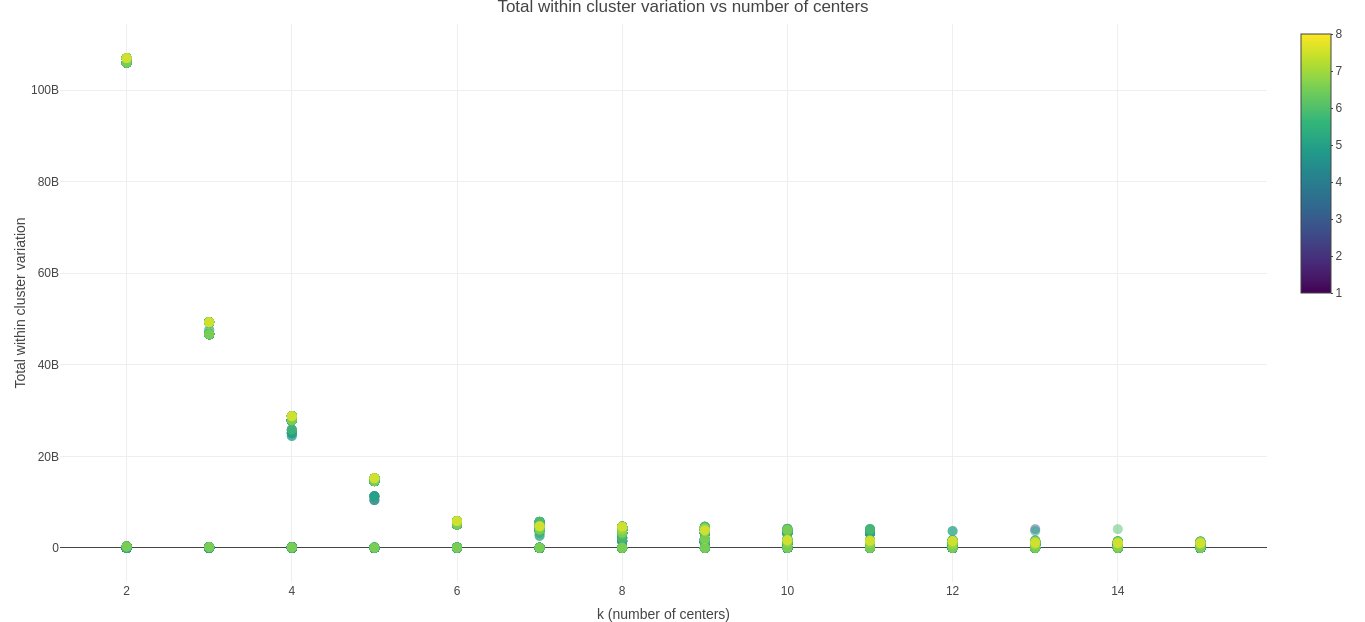 Total within cluster variation vs number of centers
100B
80B
60B
40B
20B
0
Total within cluster variation
2
4
6
8
10
12
14
k (number of centers)
8
7
6
5
4
3
2
1